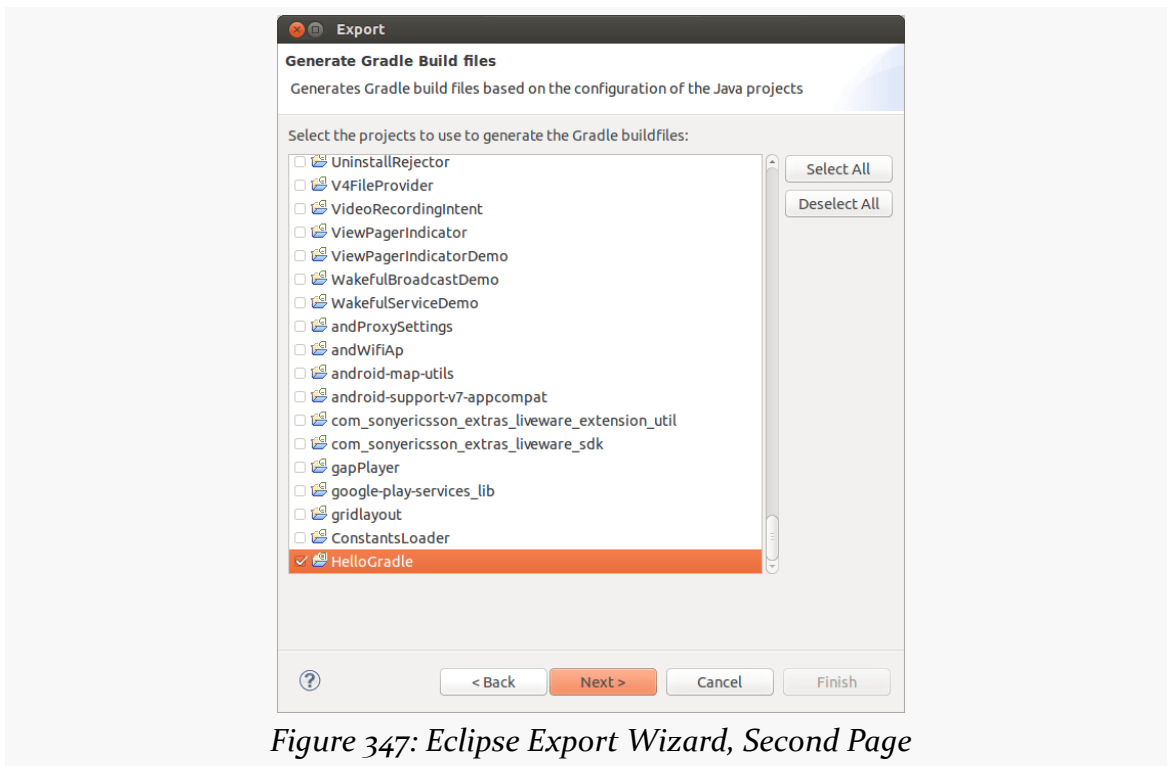 Export
Generate Gradle Build files
Generates Gradle build files based on the configuration of the Java projects
Select the projects to use to generate the Gradle buildfiles:
UninstallRejector
V4FileProvider
VideoRecordingIntent
ViewPagerIndicator
ViewPagerIndicatorDemo
WakefulBroadcastDemo
WakefulServiceDemo
andProxySettings
andWifiAp
android-map-utils
android-support-v7-appcompat
com_sonyericsson_extras_liveware_extension_util
com_sonyericsson_extras_liveware_sdk
gapPlayer
google-play-services_lib
gridlayout
ConstantsLoader
HelloGradle
Select All
Deselect All
? < Back Next > Cancel Finish
Figure 347: Eclipse Export Wizard, Second Page